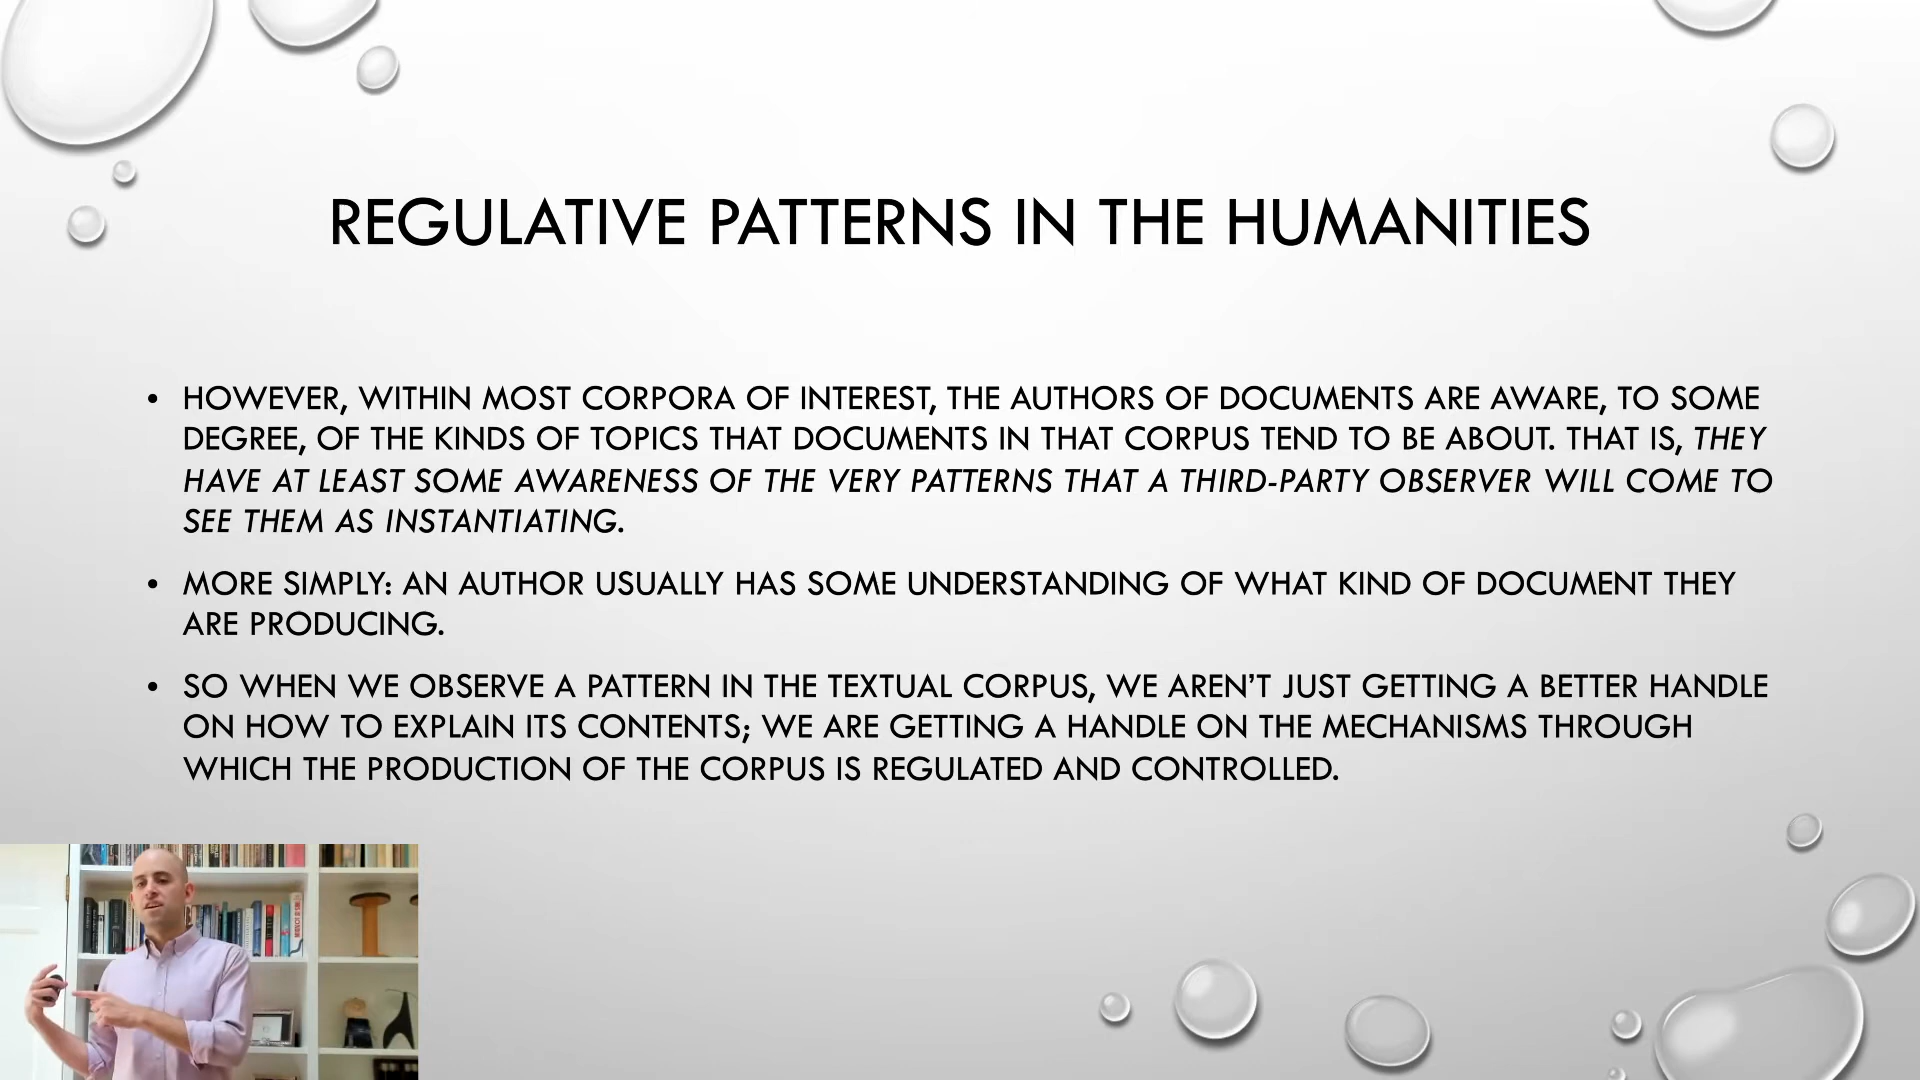 REGULATIVE PATTERNS IN THE HUMANITIES
• HOWEVER, WITHIN MOST CORPORA OF INTEREST, THE AUTHORS OF DOCUMENTS ARE AWARE, TO SOME
DEGREE, OF THE KINDS OF TOPICS THAT DOCUMENTS IN THAT CORPUS TEND TO BE ABOUT. THAT IS, THEY
HAVE AT LEAST SOME AWARENESS OF THE VERY PATTERNS THAT A THIRD-PARTY OBSERVER WILL COME TO
SEE THEM AS INSTANTIATING.
• MORE SIMPLY: AN AUTHOR USUALLY HAS SOME UNDERSTANDING OF WHAT KIND OF DOCUMENT THEY
ARE PRODUCING.
• SO WHEN WE OBSERVE A PATTERN IN THE TEXTUAL CORPUS, WE AREN’T JUST GETTING A BETTER HANDLE
ON HOW TO EXPLAIN ITS CONTENTS; WE ARE GETTING A HANDLE ON THE MECHANISMS THROUGH
WHICH THE PRODUCTION OF THE CORPUS IS REGULATED AND CONTROLLED.